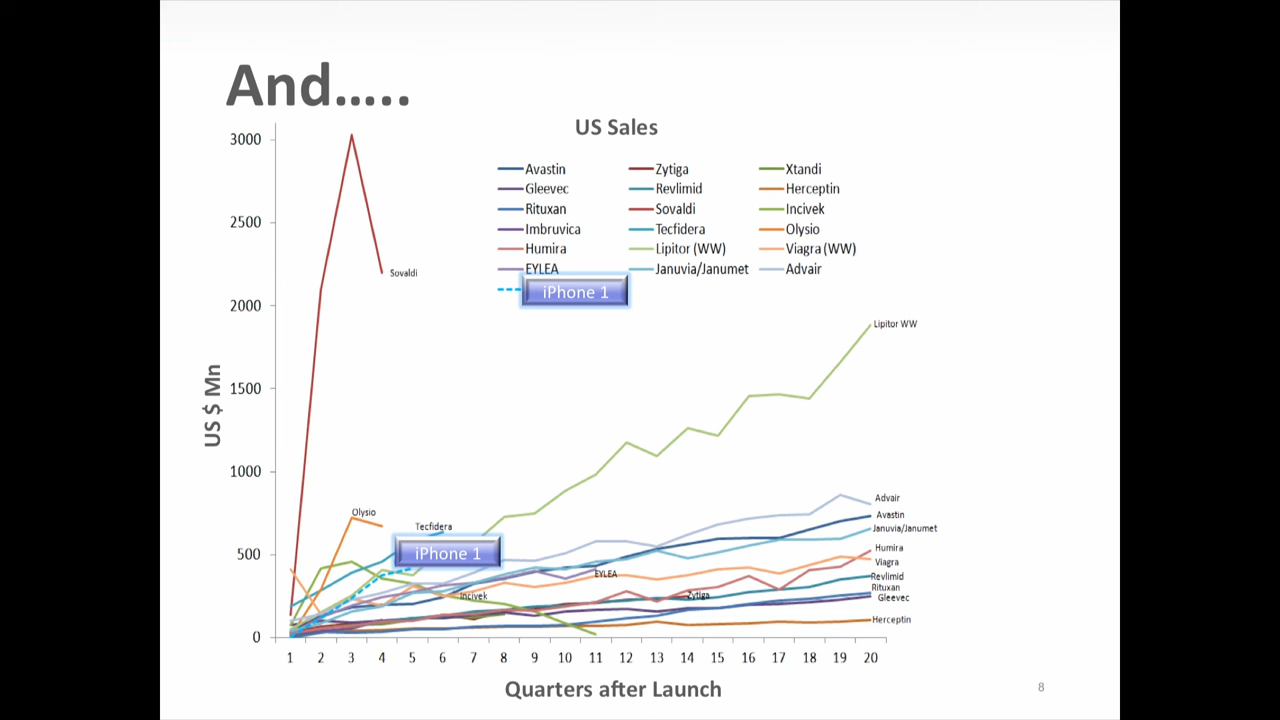 And…..
US Sales
3000
2500
2000
1500
1000
500
0
US $ Mn
Avastin Zytiga Xtandi
Gleevec Revlimid Herceptin
Rituxan Sovaldi Incivek
Imbruvica Tecfidera Olysio
Humira Lipitor (WW) Viagra (WW)
EYLEA Januvia/Janumet Advair
iPhone 1
Sovaldi
Lipitor WW
Olysio
Tecfidera
iPhone 1
Incivek
EYLEA
Zytiga
Advair
Avastin
Januvia/Janumet
Humira
Viagra
Revlimid
Rituxan
Gleevec
Herceptin
1 2 3 4 5 6 7 8 9 10 11 12 13 14 15 16 17 18 19 20
Quarters after Launch
8